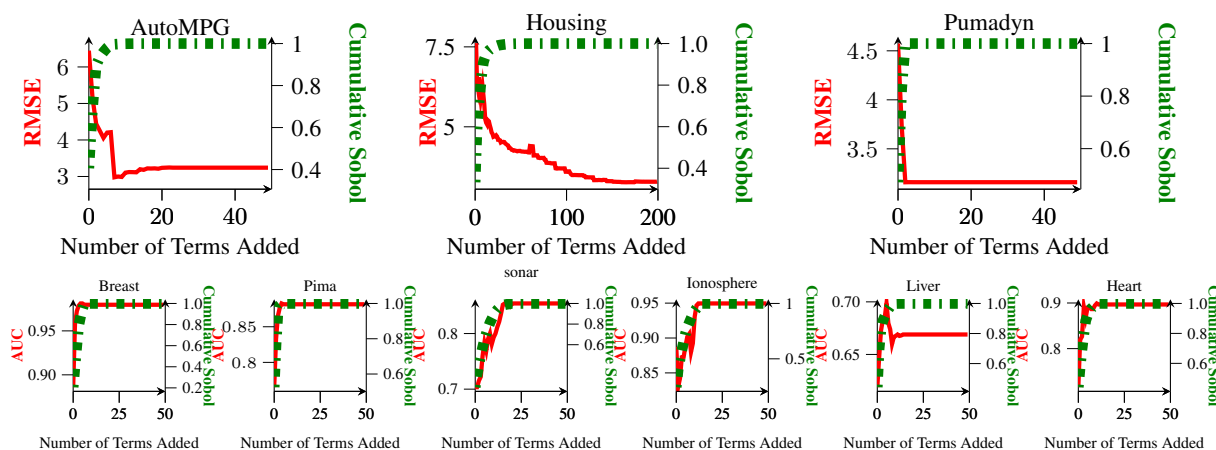 AutoMPG
Housing
Pumadyn
RMSE
6
5
4
3
1
0.8
0.6
0.4
Cumulative Sobol
0
20
40
Number of Terms Added
RMSE
7.5
5
1.0
0.8
0.6
0.4
Cumulative Sobol
0
100
200
Number of Terms Added
RMSE
4.5
4
3.5
1
0.8
0.6
Cumulative Sobol
0
20
40
Number of Terms Added
Breast
Pima
sonar
Ionosphere
Liver
Heart
AUC
0.95
0.90
1.0
0.8
0.6
0.4
0.2
Cumulative Sobol
0
25
50
Number of Terms Added
AUC
0.85
0.8
1.0
0.8
0.6
Cumulative Sobol
0
25
50
Number of Terms Added
0.8
0.7
1.0
0.8
0.6
Cumulative Sobol
0
25
50
Number of Terms Added
AUC
0.95
0.90
0.85
1
0.5
Cumulative Sobol
0
25
50
Number of Terms Added
AUC
0.70
0.65
1.0
0.8
0.6
Cumulative Sobol
0
25
50
Number of Terms Added
AUC
0.9
0.8
1.0
0.8
0.6
Cumulative Sobol
0
25
50
Number of Terms Added